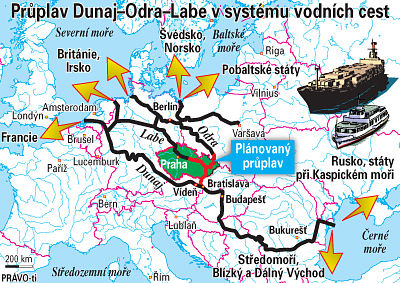 Průplav Dunaj–Odra–Labe v systému vodních cest
Severní moře
Švédsko,
Norsko
Baltské
moře
Británie,
Irsko
Riga
Pobaltské státy
Vilnius
Londýn
Amsterodam
Berlín
Varšava
Francie
Brusel
Labe
Odra
Plánovaný
průplav
Praha
Lucemburk
Paříž
Dunaj
Rusko, státy
při Kaspickém moři
Vídeň
Bratislava
Budapešť
Bern
Lublaň
Bukurešť
Černé
moře
Středomoří,
Blízký a Dálný Východ
200 km
PRÁVO-ti
Středozemní moře
Řím